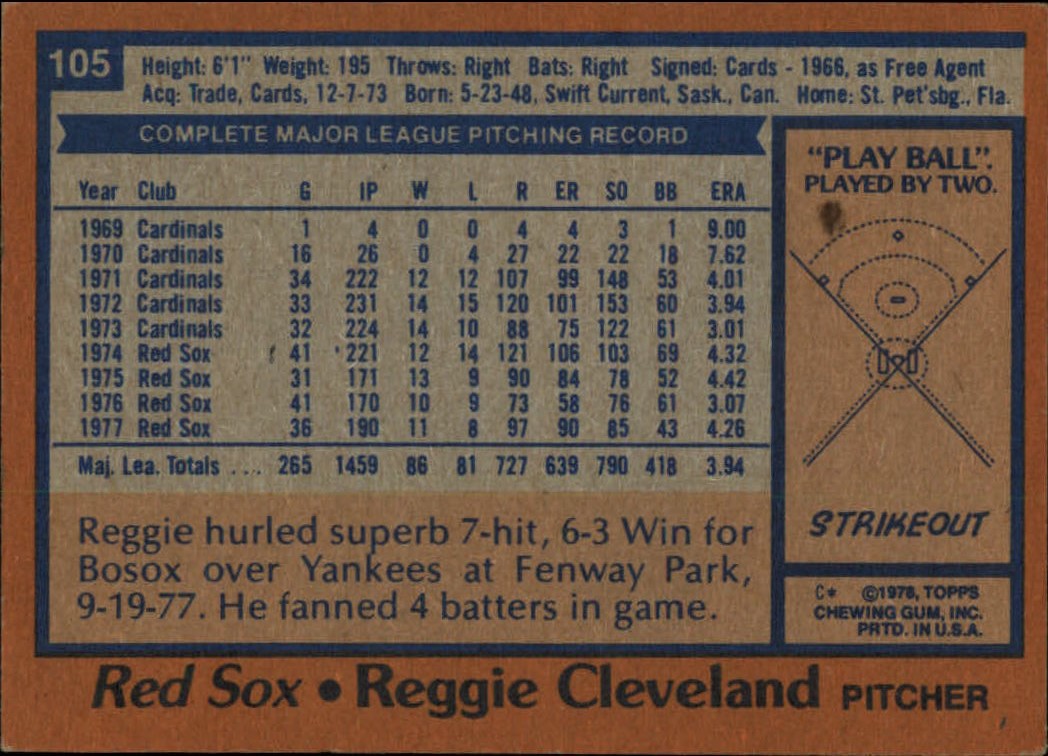 105
Height: 6'1" Weight: 195 Throws: Right Bats: Right Signed: Cards - 1966, as Free Agent
Acq: Trade, Cards, 12-7-73 Born: 5-23-48, Swift Current, Sask., Can. Home: St. Pet'sbg., Fla.
COMPLETE MAJOR LEAGUE PITCHING RECORD
Year Club G IP W L R ER SO BB ERA
1969 Cardinals 1 4 0 0 4 4 3 1 9.00
1970 Cardinals 16 26 0 4 27 22 22 18 7.62
1971 Cardinals 34 222 12 12 107 99 148 53 4.01
1972 Cardinals 33 231 14 15 120 101 153 60 3.94
1973 Cardinals 32 224 14 10 88 75 122 61 3.01
1974 Red Sox 41 221 12 14 121 106 103 69 4.32
1975 Red Sox 31 171 13 9 90 84 78 52 4.42
1976 Red Sox 41 170 10 9 73 58 76 61 3.07
1977 Red Sox 36 190 11 8 97 90 85 43 4.26
Maj. Lea. Totals ... 265 1459 86 81 727 639 790 418 3.94
Reggie hurled superb 7-hit, 6-3 Win for
Bosox over Yankees at Fenway Park,
9-19-77. He fanned 4 batters in game.
"PLAY BALL".
PLAYED BY TWO.
STRIKEOUT
C* ©1978, TOPPS
CHEWING GUM, INC.
PRTD. IN U.S.A.
Red Sox • Reggie Cleveland PITCHER